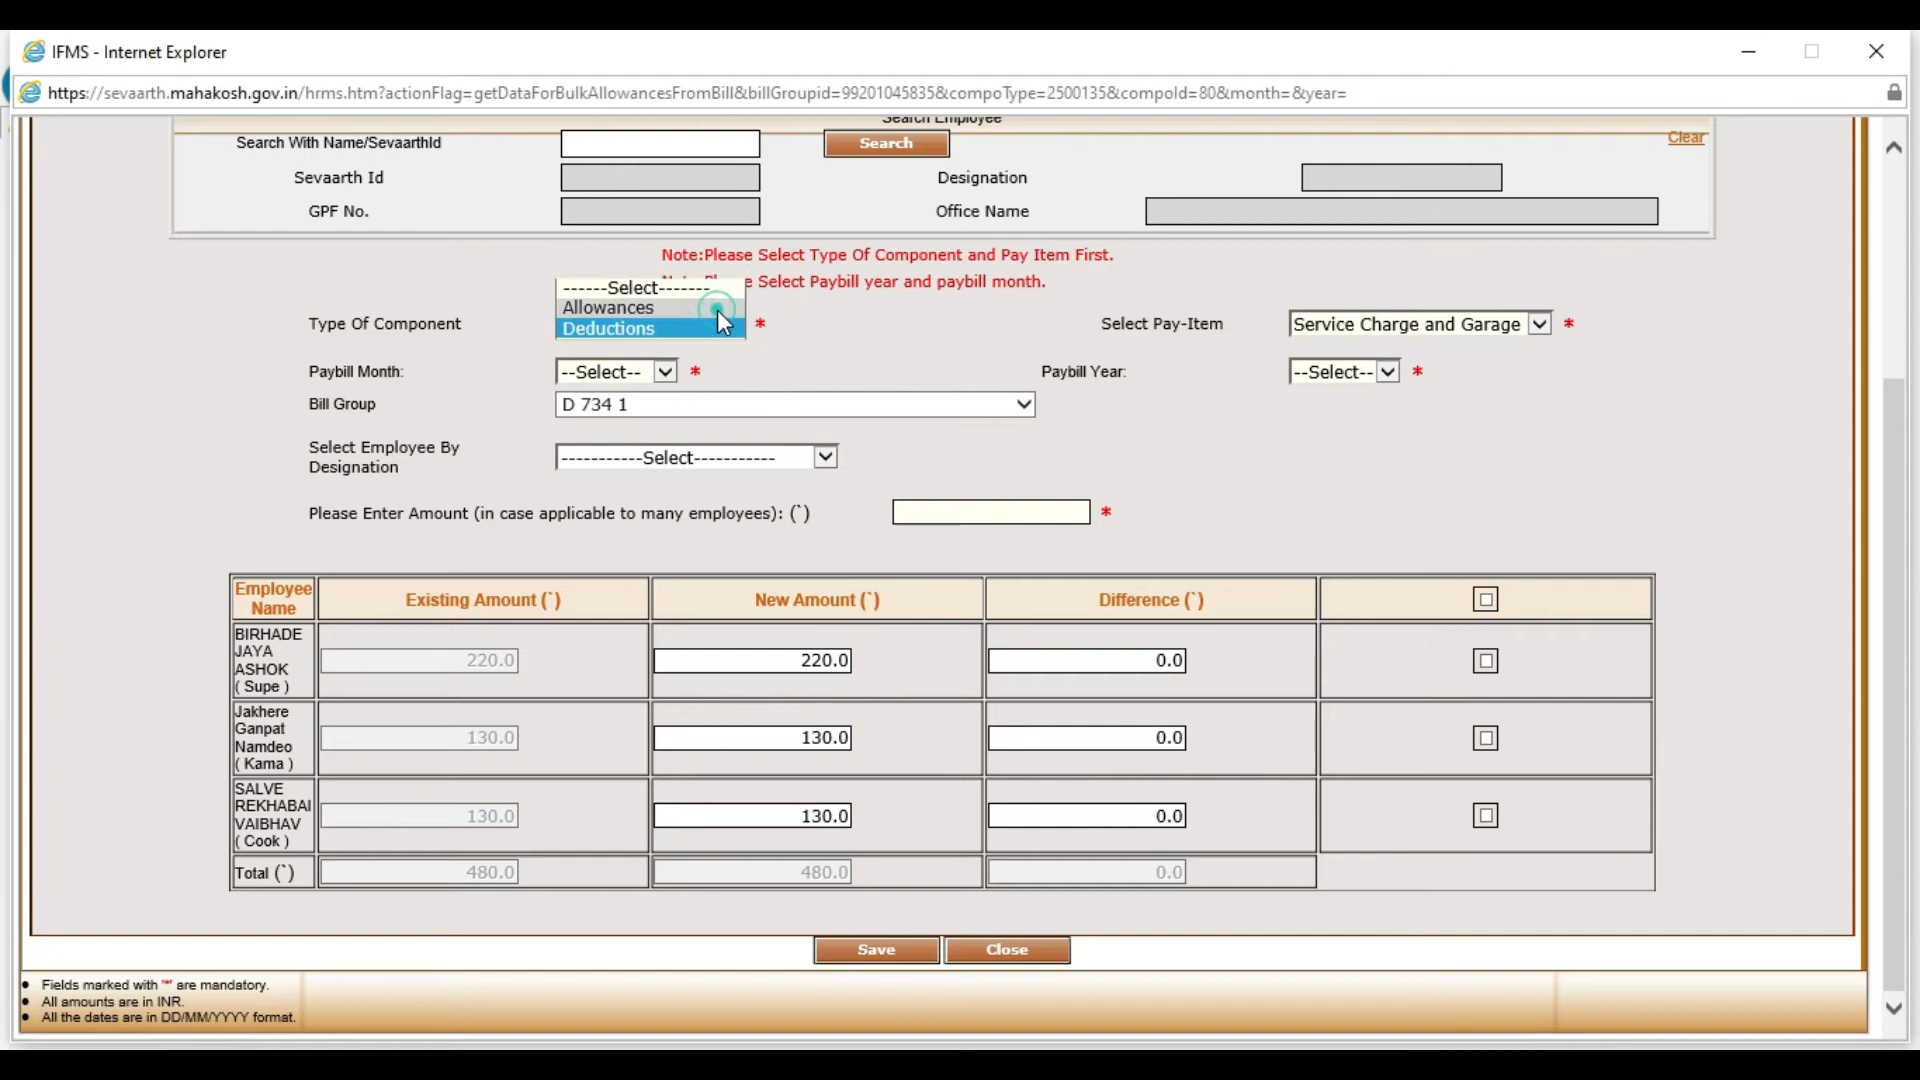 IFMS - Internet Explorer
https://sevaarth.mahakosh.gov.in/hrms.htm?actionFlag=getDataForBulkAllowancesFromBill&billGroupid=99201045835&compoType=2500135&compoId=80&month=&year=
Search Employee
Search With Name/SevaarthId Search Clear
Sevaarth Id Designation
GPF No. Office Name
Note:Please Select Type Of Component and Pay Item First.
------Select------- e Select Paybill year and paybill month.
Allowances
Deductions
Type Of Component * Select Pay-Item Service Charge and Garage *
Paybill Month: --Select-- * Paybill Year: --Select-- *
Bill Group D 734 1
Select Employee By
Designation
-----------Select-----------
Please Enter Amount (in case applicable to many employees): (`) *
Employee
Name
Existing Amount (`) New Amount (`) Difference (`)
BIRHADE
JAYA
ASHOK
( Supe )
220.0 220.0 0.0
Jakhere
Ganpat
Namdeo
( Kama )
130.0 130.0 0.0
SALVE
REKHABAI
VAIBHAV
( Cook )
130.0 130.0 0.0
Total (`) 480.0 480.0 0.0
Save Close
Fields marked with '*' are mandatory.
All amounts are in INR.
All the dates are in DD/MM/YYYY format.